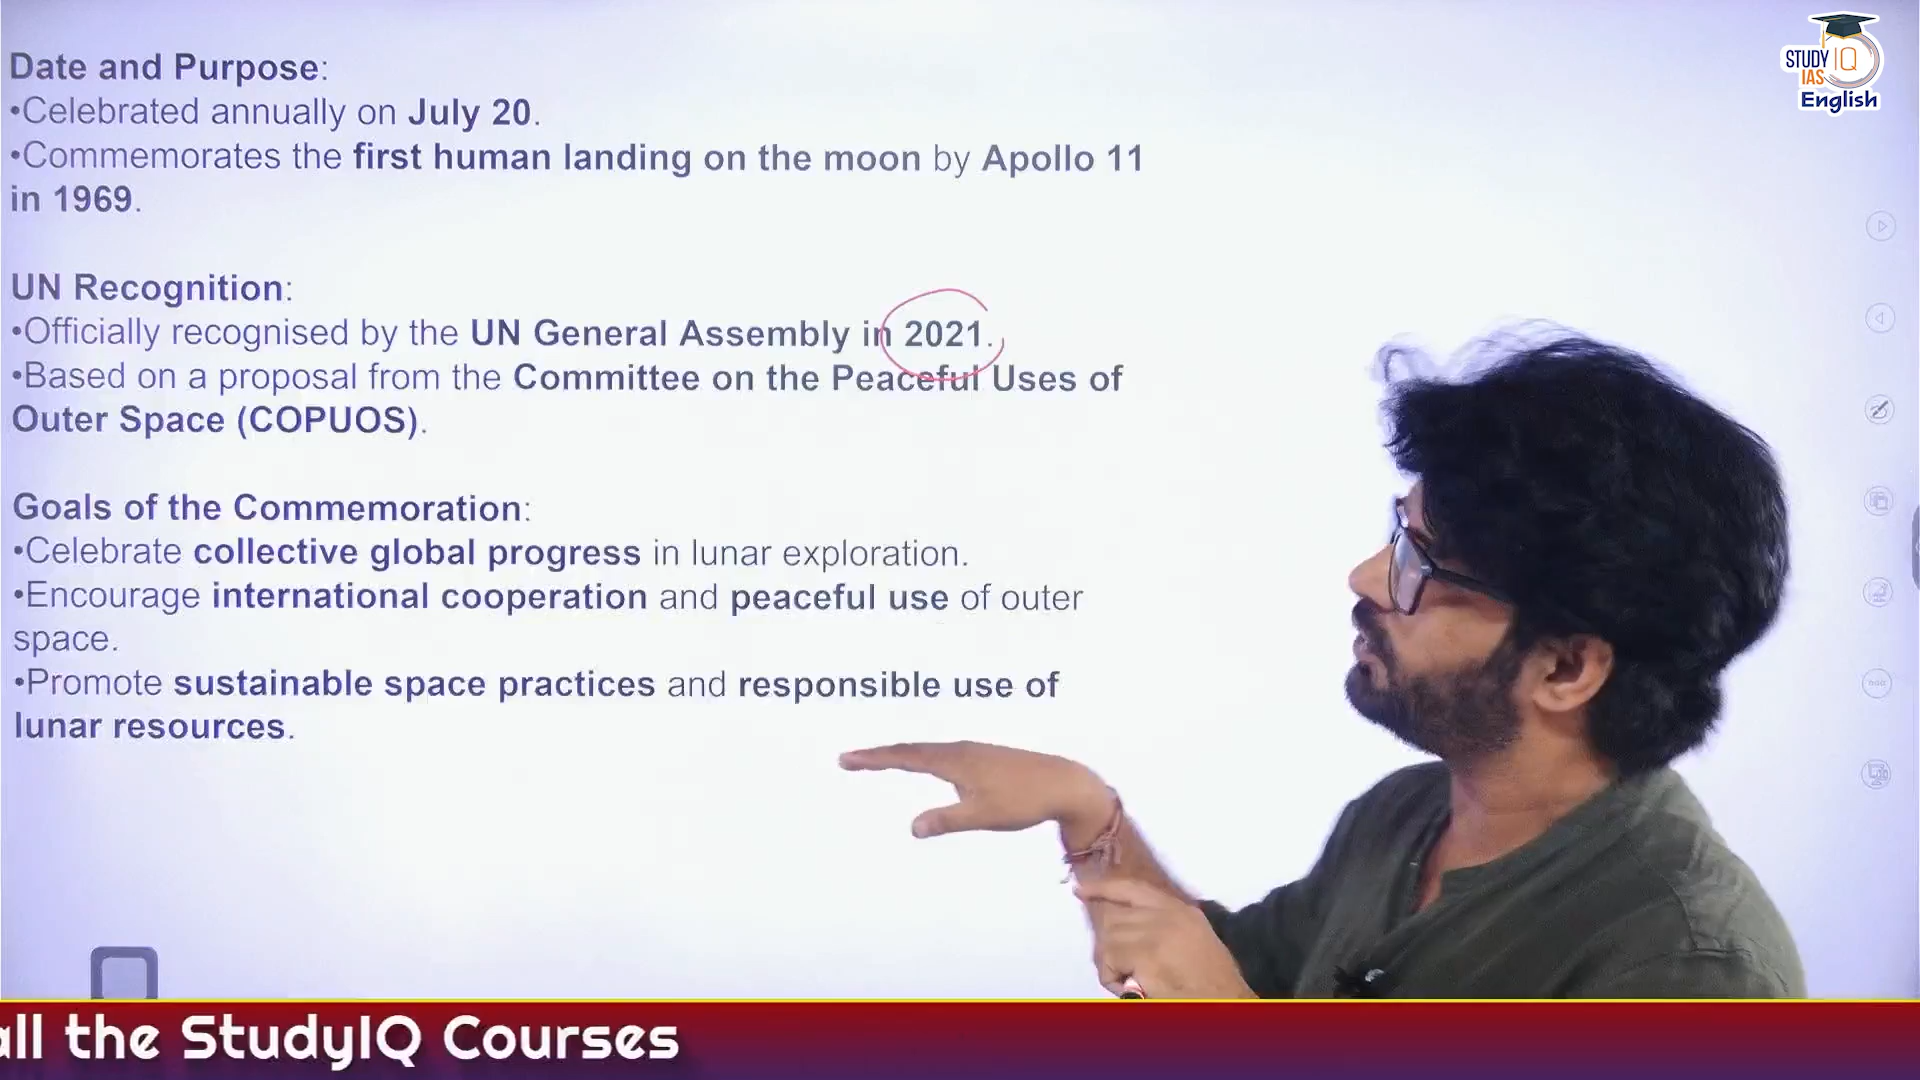 Date and Purpose:
•Celebrated annually on July 20.
•Commemorates the first human landing on the moon by Apollo 11
in 1969.
UN Recognition:
•Officially recognised by the UN General Assembly in 2021.
•Based on a proposal from the Committee on the Peaceful Uses of
Outer Space (COPUOS).
Goals of the Commemoration:
•Celebrate collective global progress in lunar exploration.
•Encourage international cooperation and peaceful use of outer
space.
•Promote sustainable space practices and responsible use of
lunar resources.
STUDY IQ
IAS
English
all the StudyIQ Courses